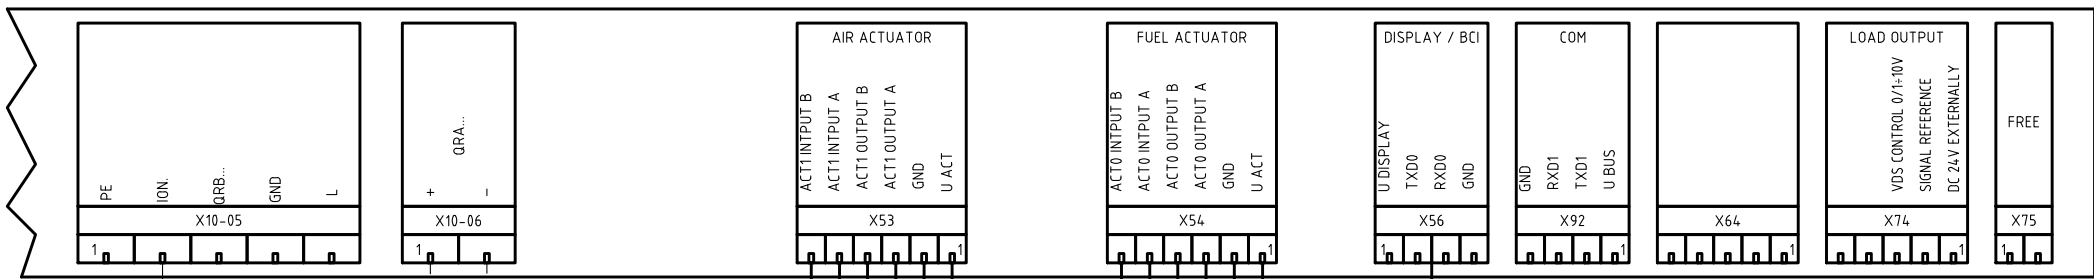 PE
ION.
QRB...
GND
L
X10-05
1
+
QRA...
-
X10-06
1
AIR ACTUATOR
ACT1 INTPUT B
ACT1 INPUT A
ACT1 OUTPUT B
ACT1 OUTPUT A
GND
U ACT
X53
1
FUEL ACTUATOR
ACT0 INTPUT B
ACT0 INTPUT A
ACT0 OUTPUT B
ACT0 OUTPUT A
GND
U ACT
X54
1
DISPLAY / BCI
U DISPLAY
TXD0
RXD0
GND
X56
1
COM
GND
RXD1
TXD1
U BUS
X92
1
X64
1
LOAD OUTPUT
VDS CONTROL 0/1÷10V
SIGNAL REFERENCE
DC 24V EXTERNALLY
X74
1
FREE
X75
1